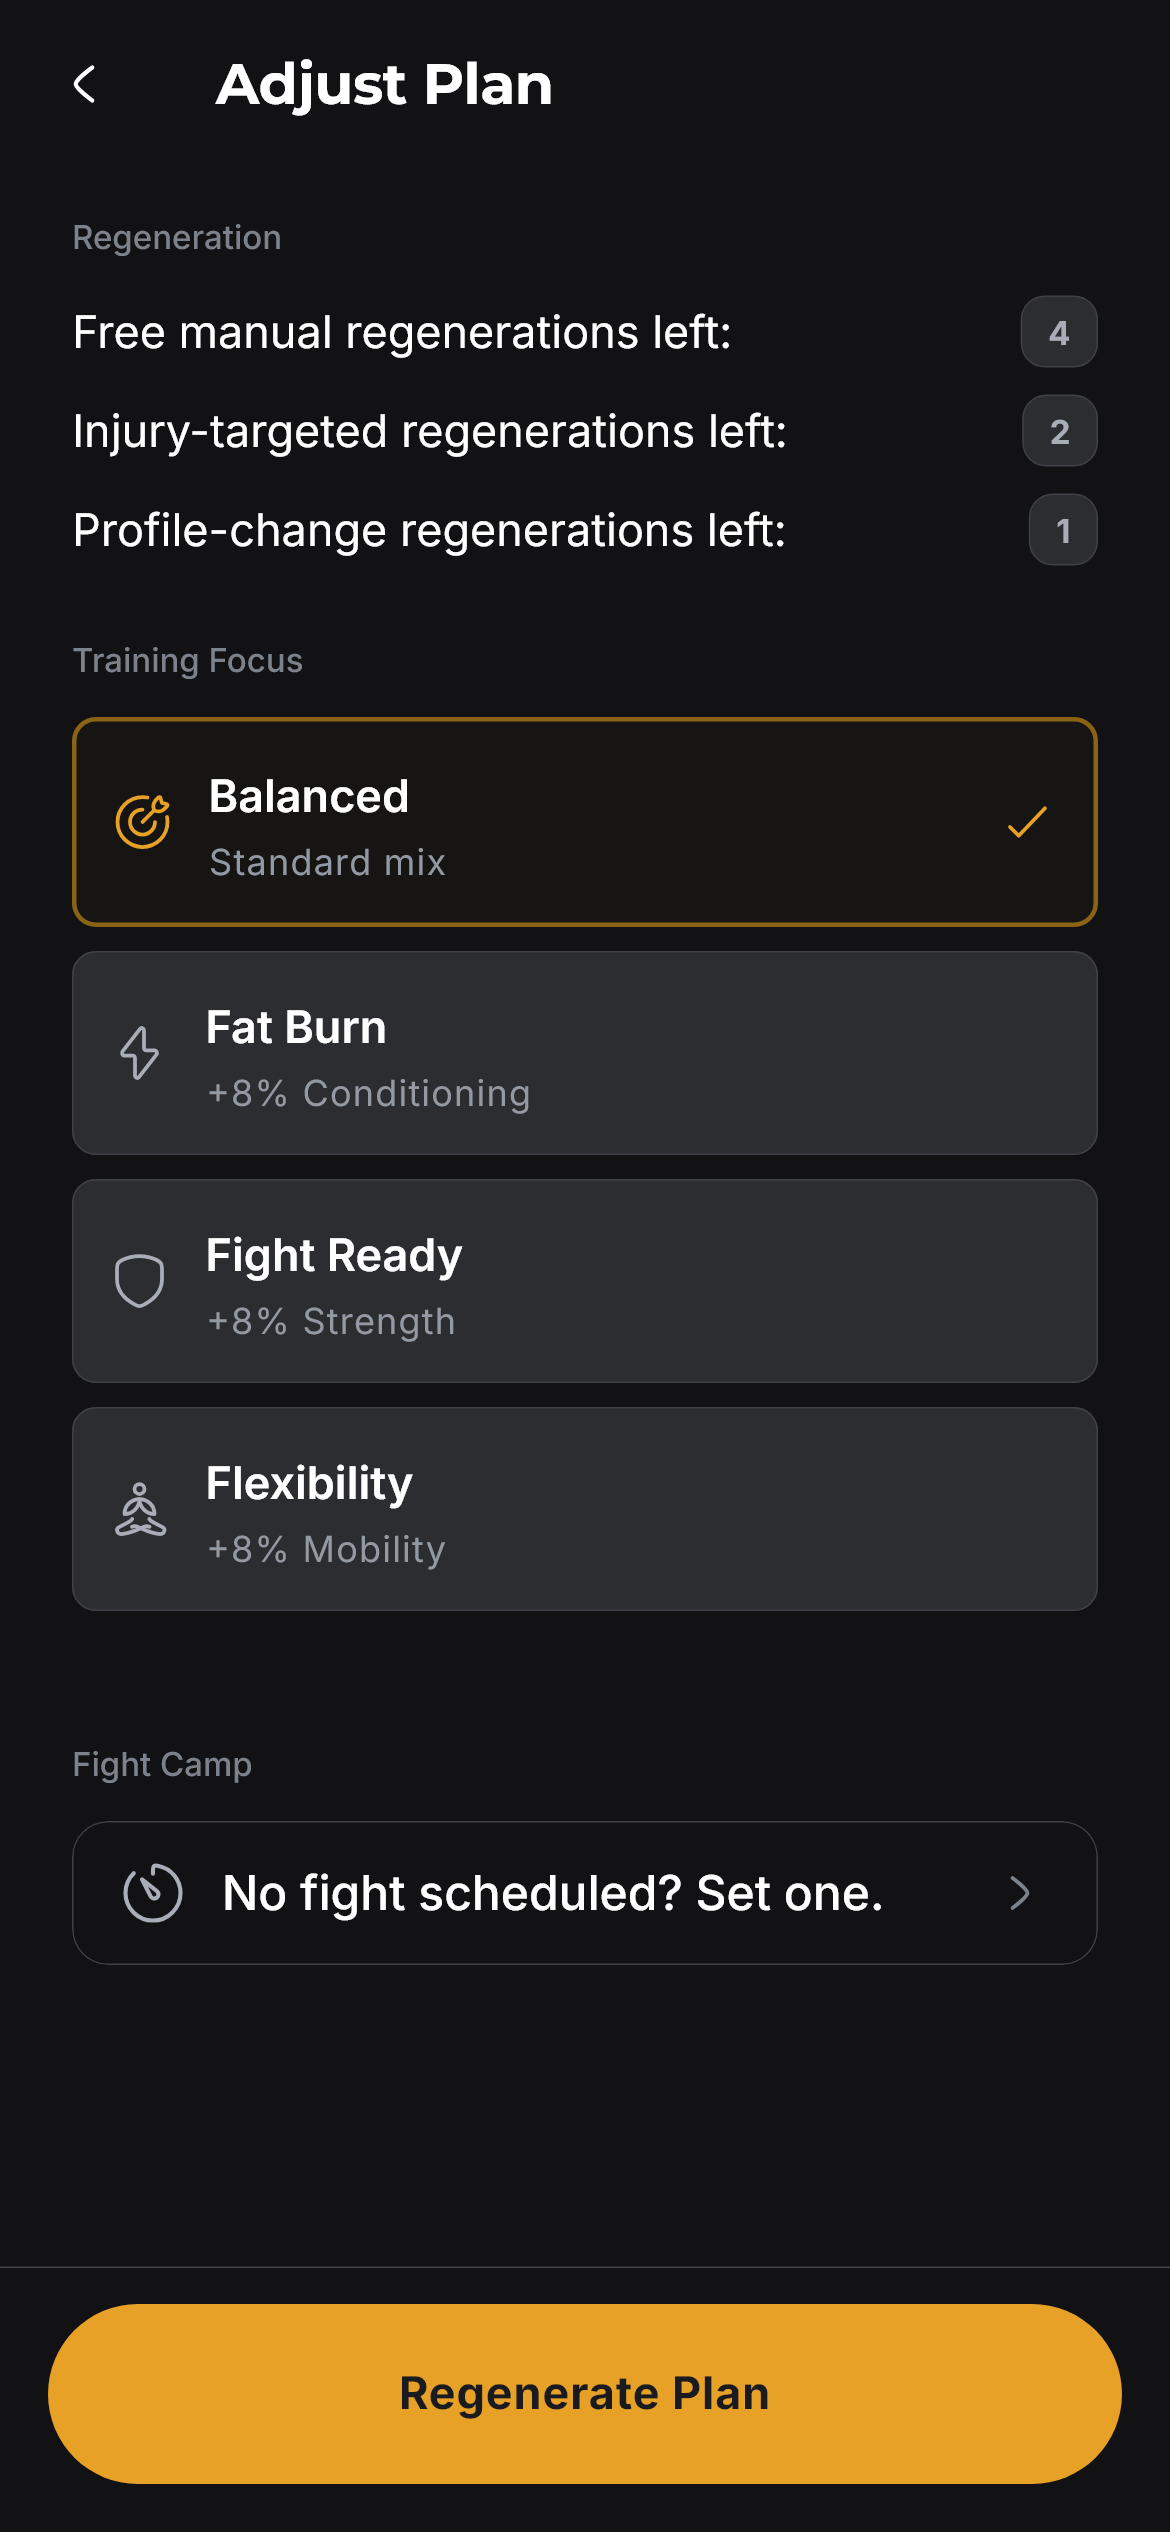 Adjust Plan
Regeneration
Free manual regenerations left: 4
Injury-targeted regenerations left: 2
Profile-change regenerations left: 1
Training Focus
Balanced
Standard mix
Fat Burn
+8% Conditioning
Fight Ready
+8% Strength
Flexibility
+8% Mobility
Fight Camp
No fight scheduled? Set one.
Regenerate Plan